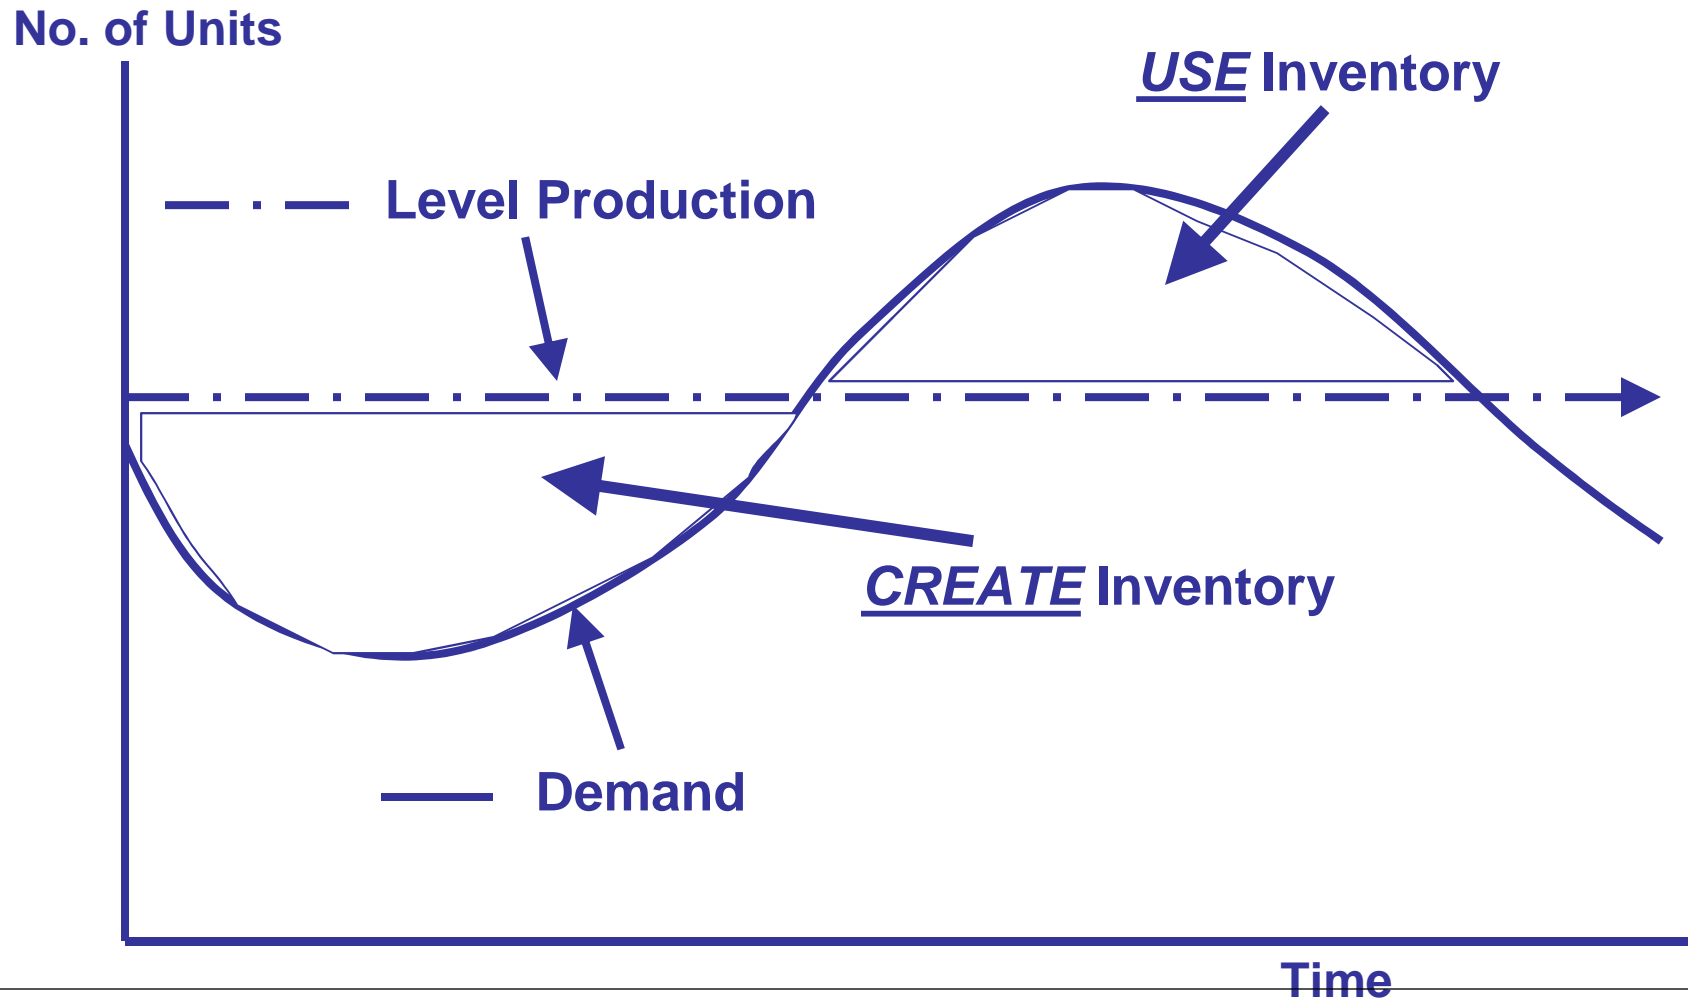 No. of Units
USE Inventory
Level Production
CREATE Inventory
Demand
Time